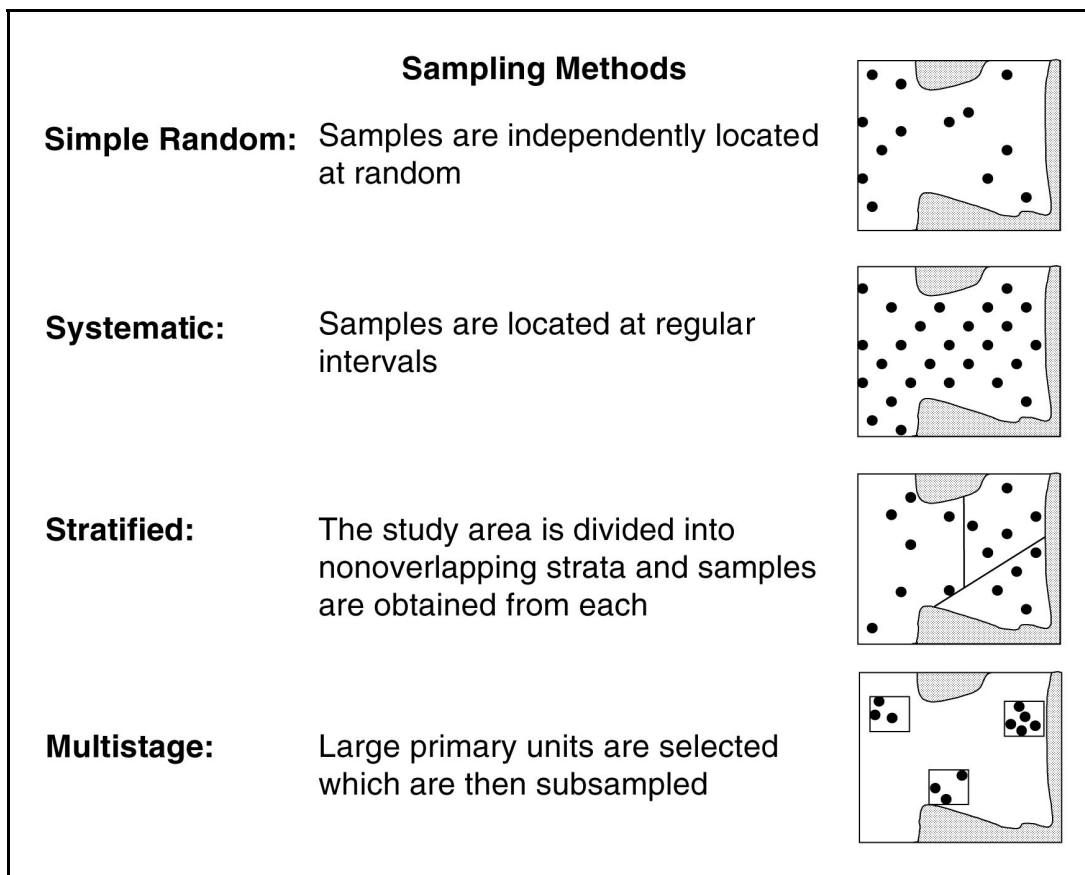 Sampling Methods
Simple Random: Samples are independently located
at random
Systematic: Samples are located at regular
intervals
Stratified: The study area is divided into
nonoverlapping strata and samples
are obtained from each
Multistage: Large primary units are selected
which are then subsampled